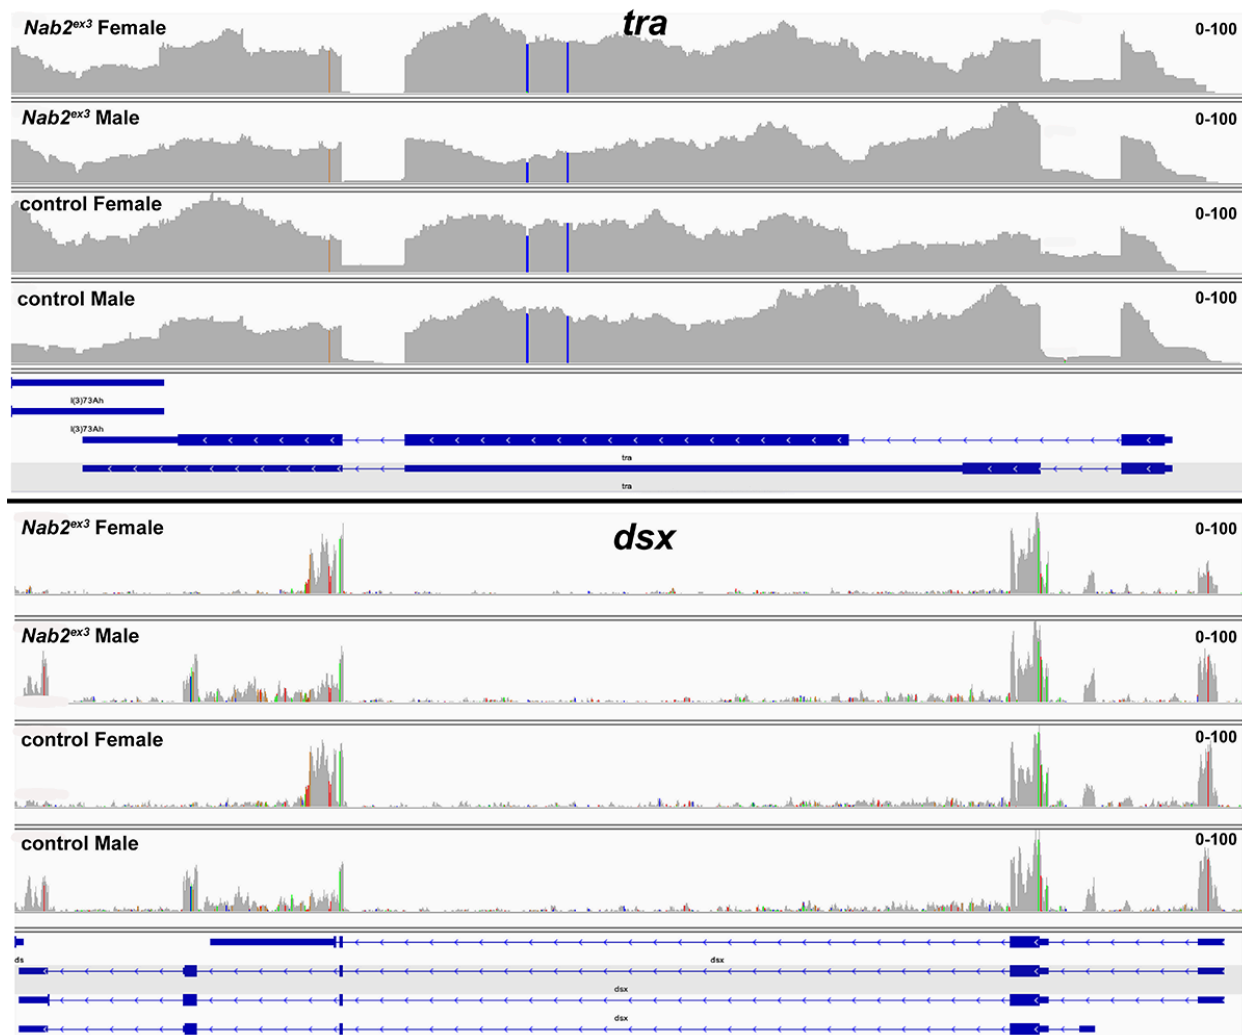 tra
Nab2ex3 Female
0-100
Nab2ex3 Male
0-100
control Female
0-100
control Male
0-100
l(3)73Ah
l(3)73Ah
tra
tra
dsx
Nab2ex3 Female
0-100
Nab2ex3 Male
0-100
control Female
0-100
control Male
0-100
ds
dsx
dsx
dsx